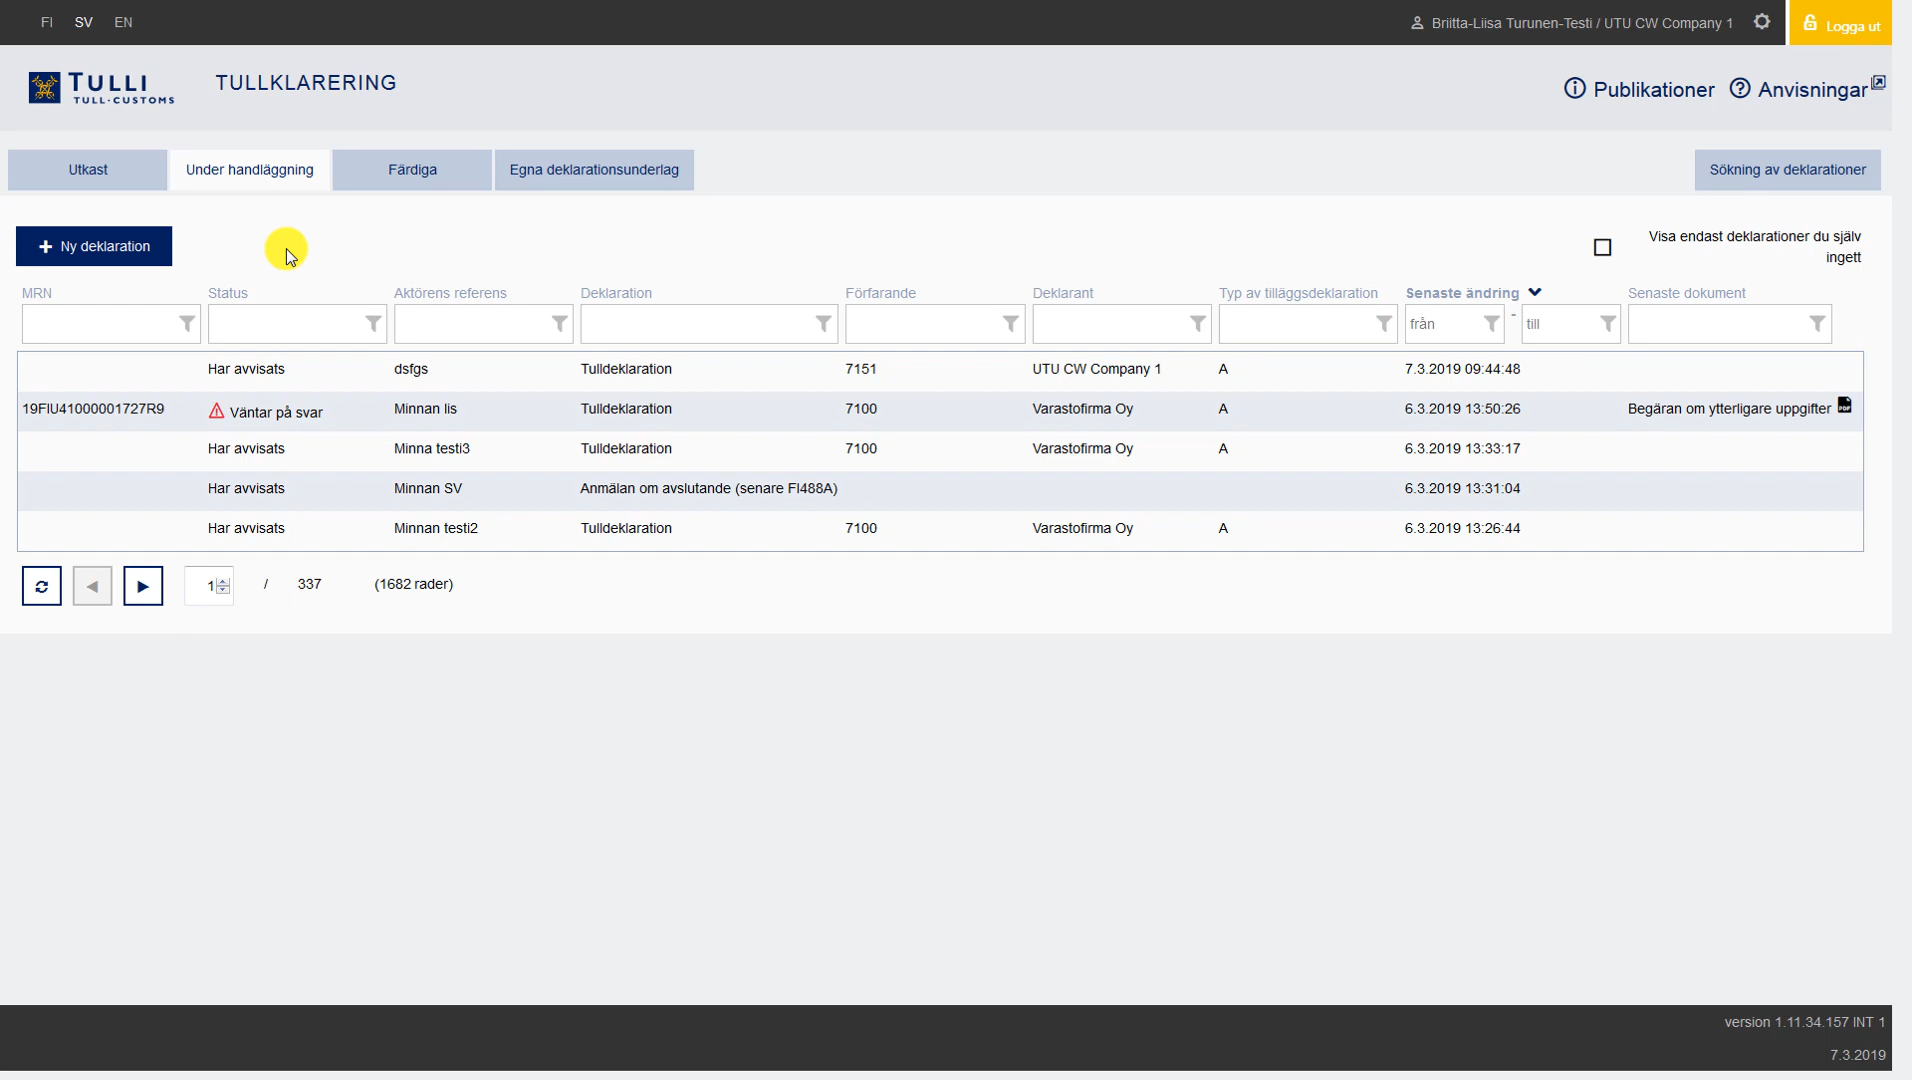 FI SV EN Briitta-Liisa Turunen-Testi / UTU CW Company 1 Logga ut
TULLI
TULL·CUSTOMS
TULLKLARERING
Publikationer Anvisningar
Utkast Under handläggning Färdiga Egna deklarationsunderlag Sökning av deklarationer
Ny deklaration
Visa endast deklarationer du själv
ingett
MRN Status Aktörens referens Deklaration Förfarande Deklarant Typ av tilläggsdeklaration Senaste ändring Senaste dokument
från - till
Har avvisats dsfgs Tulldeklaration 7151 UTU CW Company 1 A 7.3.2019 09:44:48
19FIU41000001727R9 Väntar på svar Minnan lis Tulldeklaration 7100 Varastofirma Oy A 6.3.2019 13:50:26 Begäran om ytterligare uppgifter PDF
Har avvisats Minna testi3 Tulldeklaration 7100 Varastofirma Oy A 6.3.2019 13:33:17
Har avvisats Minnan SV Anmälan om avslutande (senare FI488A) 6.3.2019 13:31:04
Har avvisats Minnan testi2 Tulldeklaration 7100 Varastofirma Oy A 6.3.2019 13:26:44
1 / 337 (1682 rader)
version 1.11.34.157 INT 1
7.3.2019